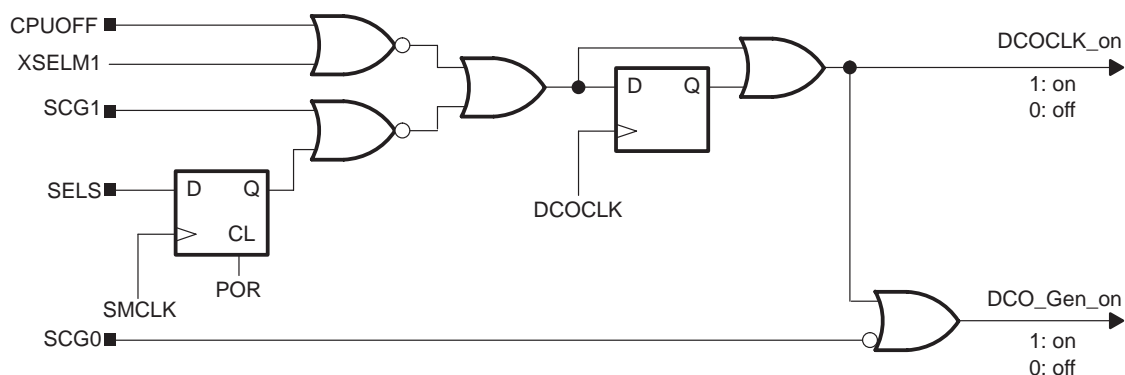 CPUOFF
XSELM1
SCG1
SELS
D Q
CL
SMCLK
POR
SCG0
D Q
DCOCLK
DCOCLK_on
1: on
0: off
DCO_Gen_on
1: on
0: off